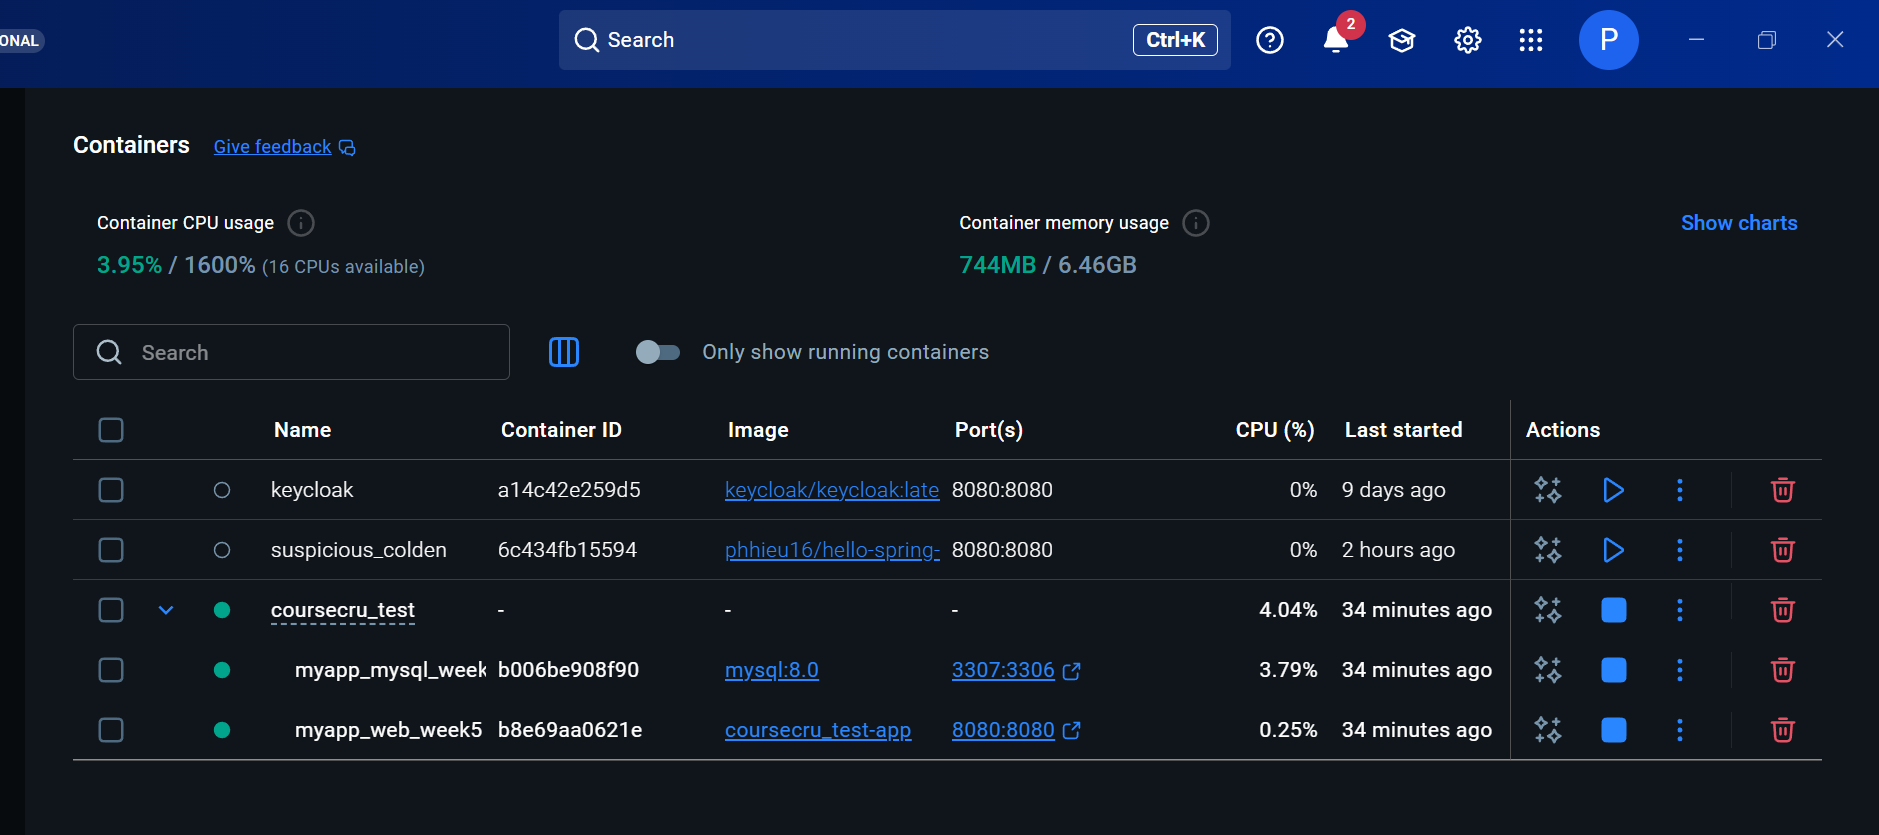 ONAL
Search Ctrl+K 2 P
Containers Give feedback
Container CPU usage Container memory usage Show charts
3.95% / 1600% (16 CPUs available) 744MB / 6.46GB
Search Only show running containers
Name Container ID Image Port(s) CPU (%) Last started Actions
keycloak a14c42e259d5 keycloak/keycloak:late 8080:8080 0% 9 days ago
suspicious_colden 6c434fb15594 phhieu16/hello-spring- 8080:8080 0% 2 hours ago
coursecru_test - - - 4.04% 34 minutes ago
myapp_mysql_week b006be908f90 mysql:8.0 3307:3306 3.79% 34 minutes ago
myapp_web_week5 b8e69aa0621e coursecru_test-app 8080:8080 0.25% 34 minutes ago